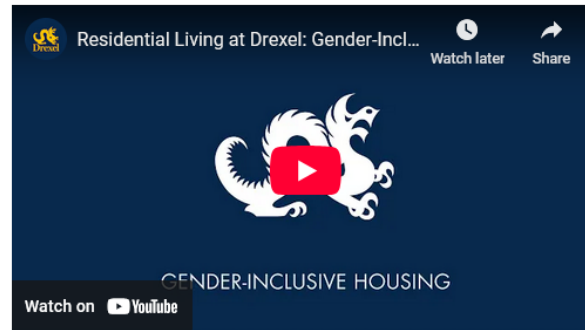 Drexel
Residential Living at Drexel: Gender-Incl...
Watch later
Share
GENDER-INCLUSIVE HOUSING
Watch on YouTube